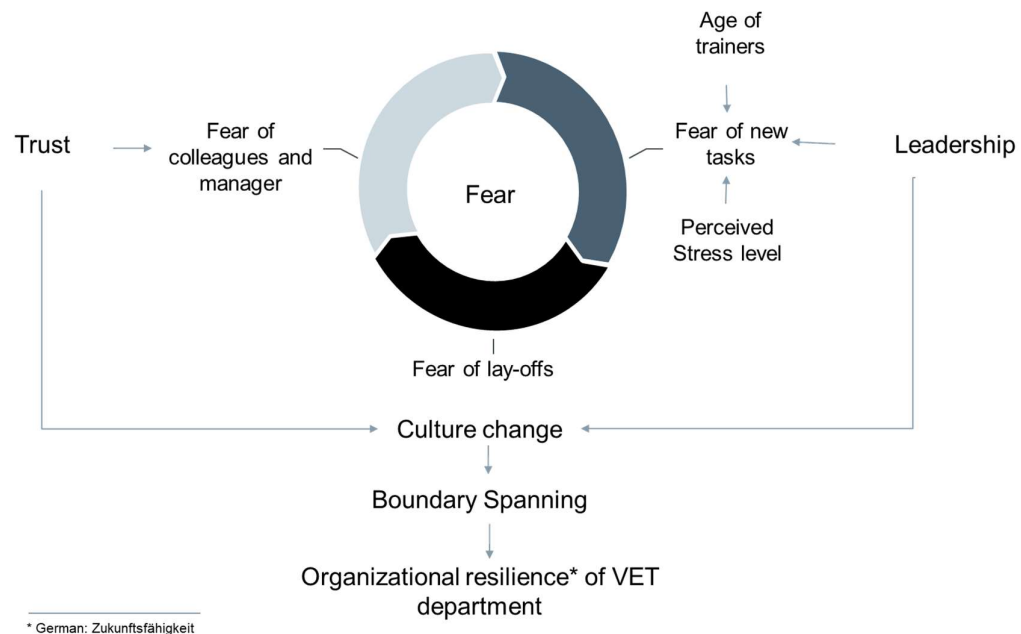 Age of
trainers
Trust
Fear of
colleagues and
manager
Fear
Fear of new
tasks
Leadership
Perceived
Stress level
Fear of lay-offs
Culture change
Boundary Spanning
Organizational resilience* of VET
department
* German: Zukunftsfähigkeit